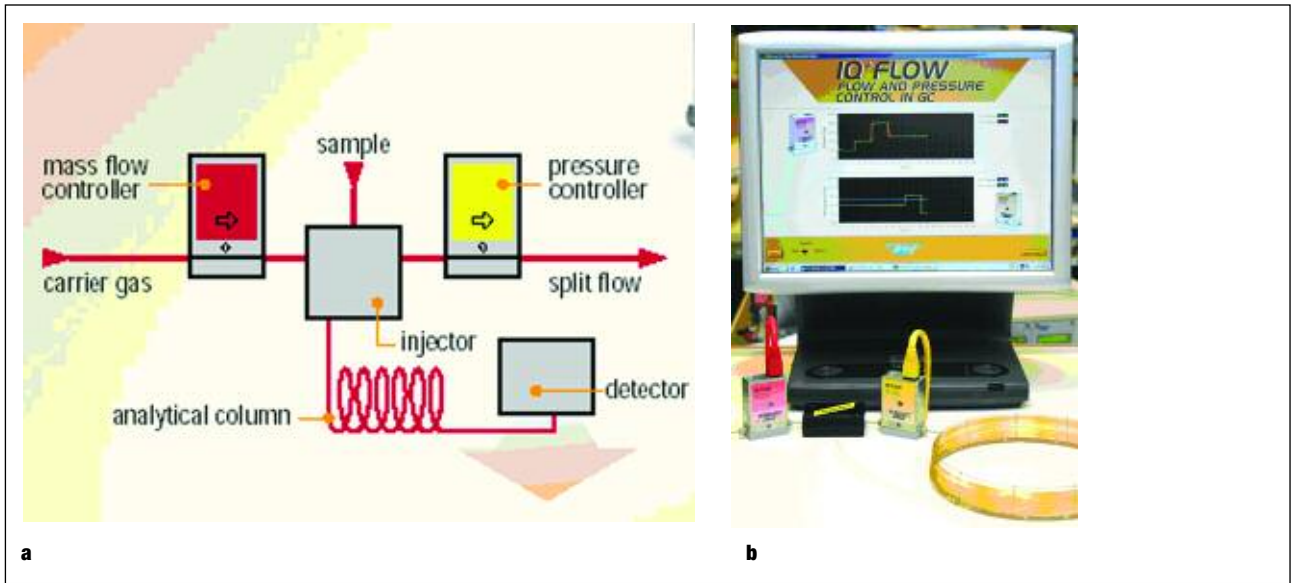 mass flow
controller
sample
pressure
controller
carrier gas
split flow
injector
detector
analytical column
a
IQ+FLOW
FLOW AND PRESSURE
CONTROL IN GC
b